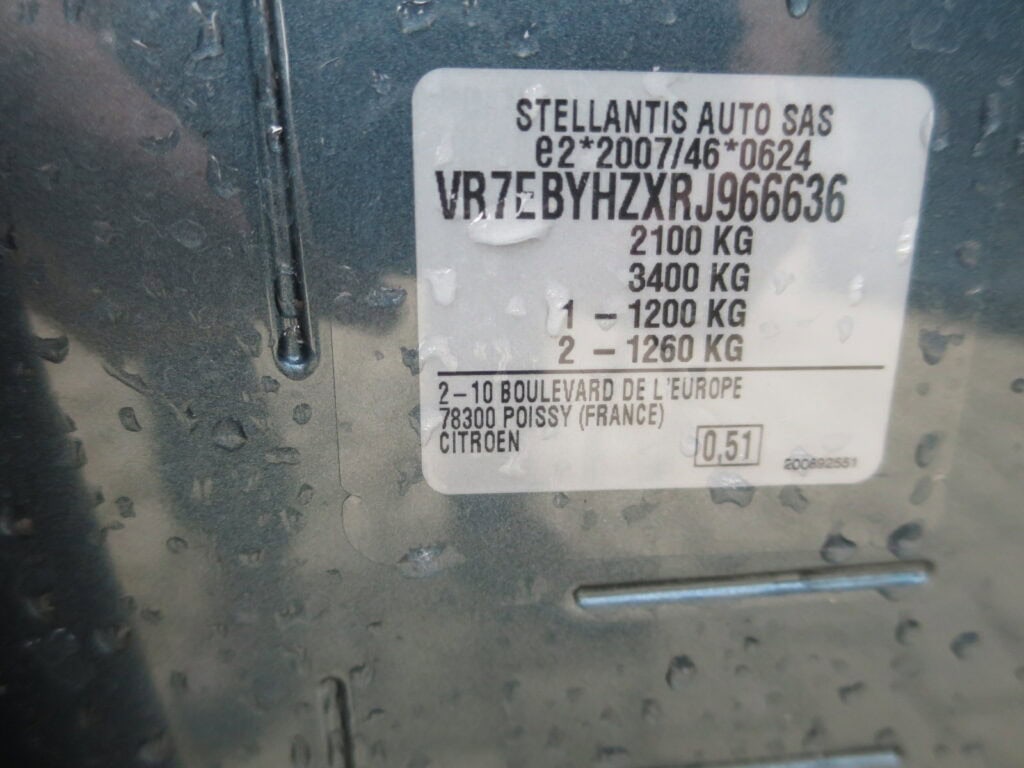 STELLANTIS AUTO SAS
e2*2007/46*0624
VR7EBYHZXRJ966636
2100 KG
3400 KG
1 – 1200 KG
2 – 1260 KG
2–10 BOULEVARD DE L'EUROPE
78300 POISSY (FRANCE)
CITROEN
0,51
200892551